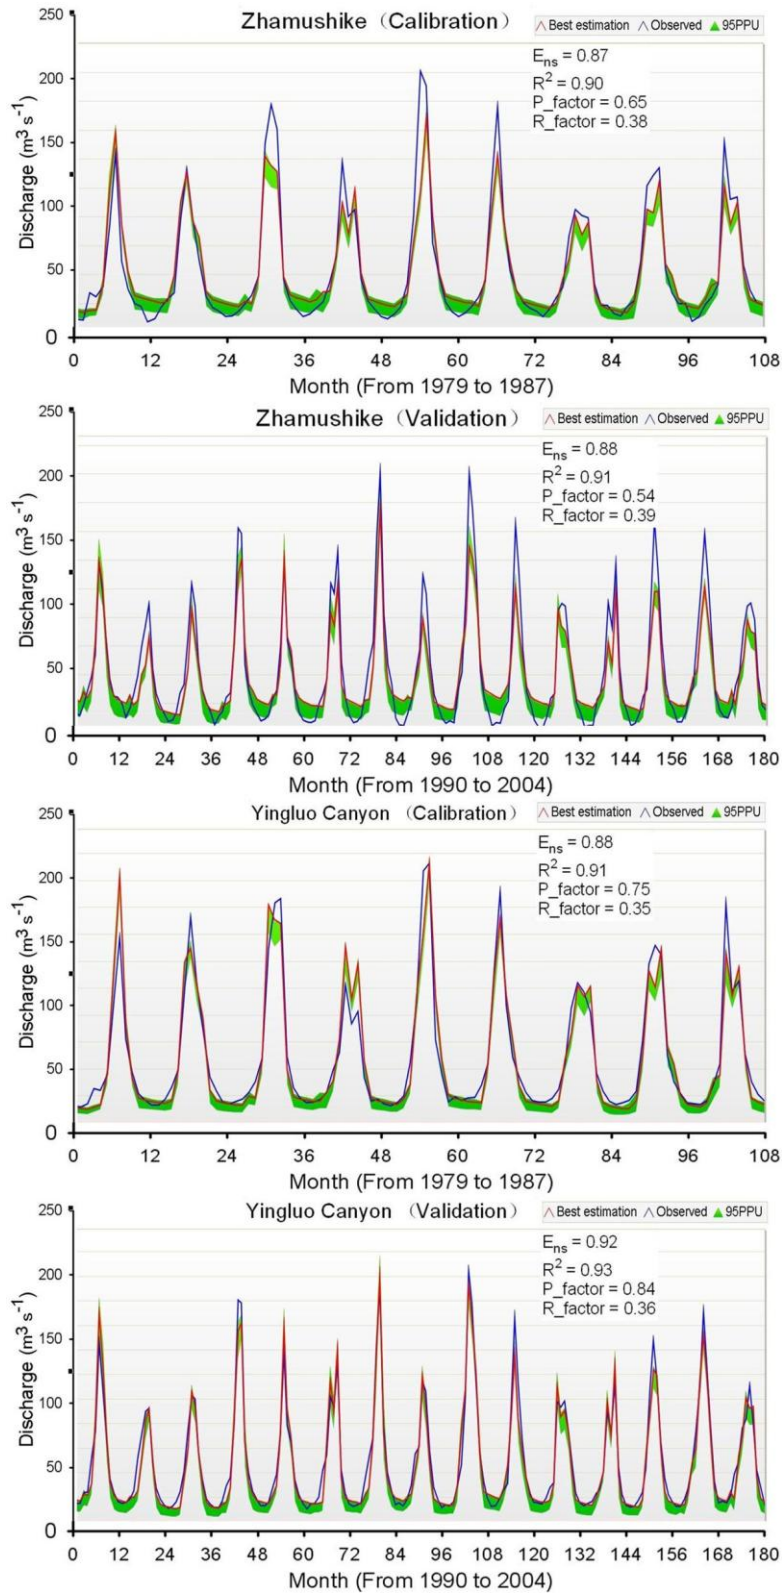 Zhamushike (Calibration)
Best estimation Observed 95PPU
E_ns = 0.87
R² = 0.90
P_factor = 0.65
R_factor = 0.38
Discharge (m³ s⁻¹)
250
200
150
100
50
0
0 12 24 36 48 60 72 84 96 108
Month (From 1979 to 1987)
Zhamushike（Validation）
Best estimation Observed 95PPU
E_ns = 0.88
R² = 0.91
P_factor = 0.54
R_factor = 0.39
Discharge (m³ s⁻¹)
250
200
150
100
50
0
0 12 36 48 60 72 84 96 108 116 132 144 156 168 180
Month (From 1990 to 2004)
Yingluo Canyon （Calibration）
Best estimation Observed 95PPU
E_ns = 0.88
R² = 0.91
P_factor = 0.75
R_factor = 0.35
Discharge (m³ s⁻¹)
250
200
150
100
50
0
0 12 24 36 48 60 72 84 96 108
Month (From 1979 to 1987)
Yingluo Canyon （Validation）
Best estimation Observed 95PPU
E_ns = 0.92
R² = 0.93
P_factor = 0.84
R_factor = 0.36
Discharge (m³ s⁻¹)
250
200
150
100
50
0
0 12 36 48 60 72 84 96 108 116 132 144 156 168 180
Month (From 1990 to 2004)